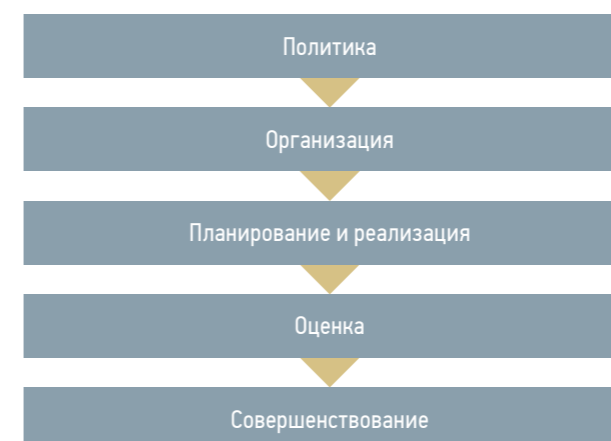 Политика
Организация
Планирование и реализация
Оценка
Совершенствование